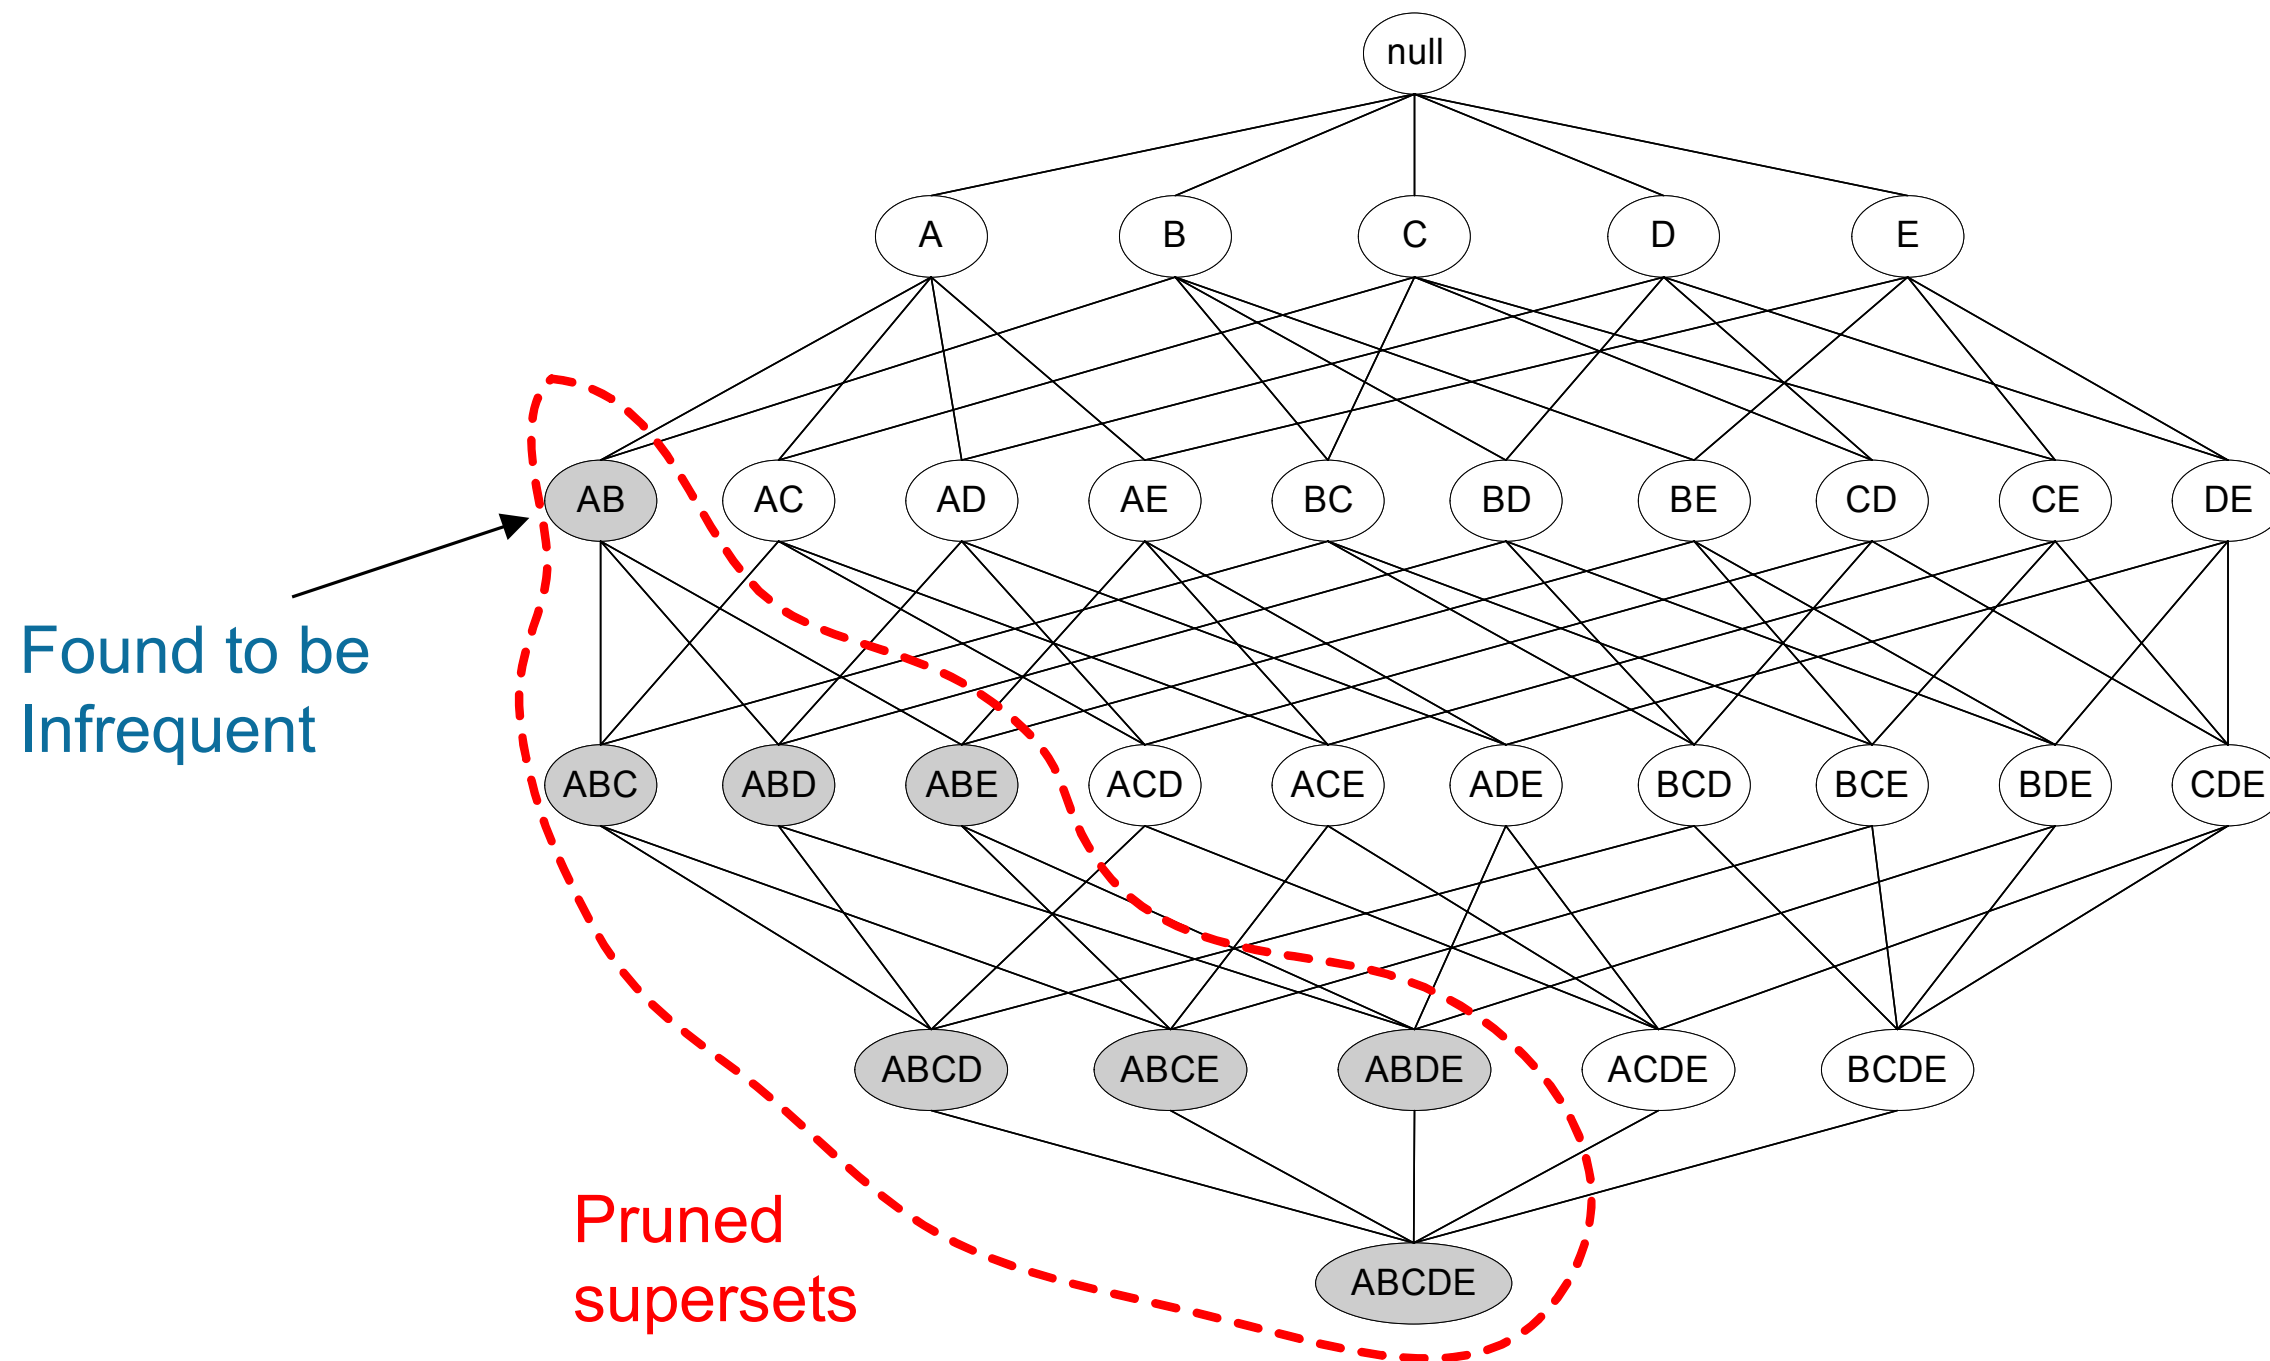 null
A B C D E
AB AC AD AE BC BD BE CD CE DE
Found to be
Infrequent
ABC ABD ABE ACD ACE ADE BCD BCE BDE CDE
ABCD ABCE ABDE ACDE BCDE
Pruned
supersets
ABCDE